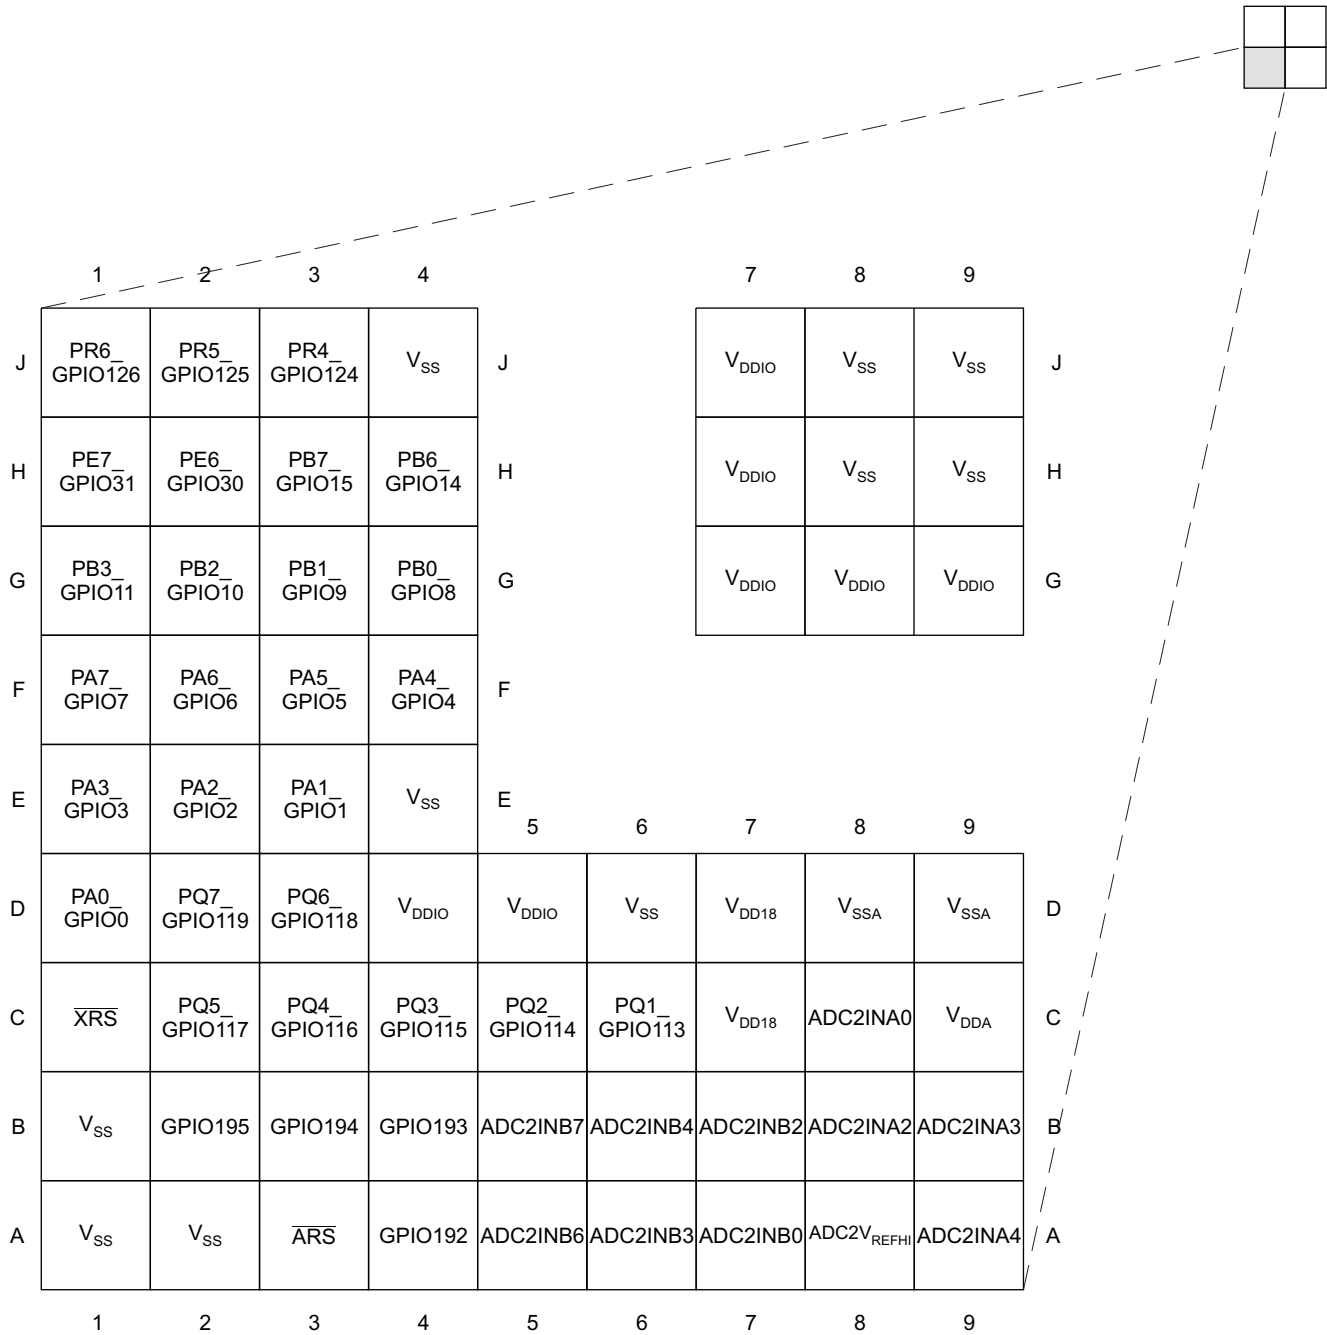 1 2 3 4 7 8 9
J PR6_ GPIO126 PR5_ GPIO125 PR4_ GPIO124 VSS J VDDIO VSS VSS J
H PE7_ GPIO31 PE6_ GPIO30 PB7_ GPIO15 PB6_ GPIO14 H VDDIO VSS VSS H
G PB3_ GPIO11 PB2_ GPIO10 PB1_ GPIO9 PB0_ GPIO8 G VDDIO VDDIO VDDIO G
F PA7_ GPIO7 PA6_ GPIO6 PA5_ GPIO5 PA4_ GPIO4 F
E PA3_ GPIO3 PA2_ GPIO2 PA1_ GPIO1 VSS E
5 6 7 8 9
D PA0_ GPIO0 PQ7_ GPIO119 PQ6_ GPIO118 VDDIO VDDIO VSS VDD18 VSSA VSSA D
C XRS PQ5_ GPIO117 PQ4_ GPIO116 PQ3_ GPIO115 PQ2_ GPIO114 PQ1_ GPIO113 VDD18 ADC2INA0 VDDA C
B VSS GPIO195 GPIO194 GPIO193 ADC2INB7 ADC2INB4 ADC2INB2 ADC2INA2 ADC2INA3 B
A VSS VSS ARS GPIO192 ADC2INB6 ADC2INB3 ADC2INB0 ADC2VREFHI ADC2INA4 A
1 2 3 4 5 6 7 8 9